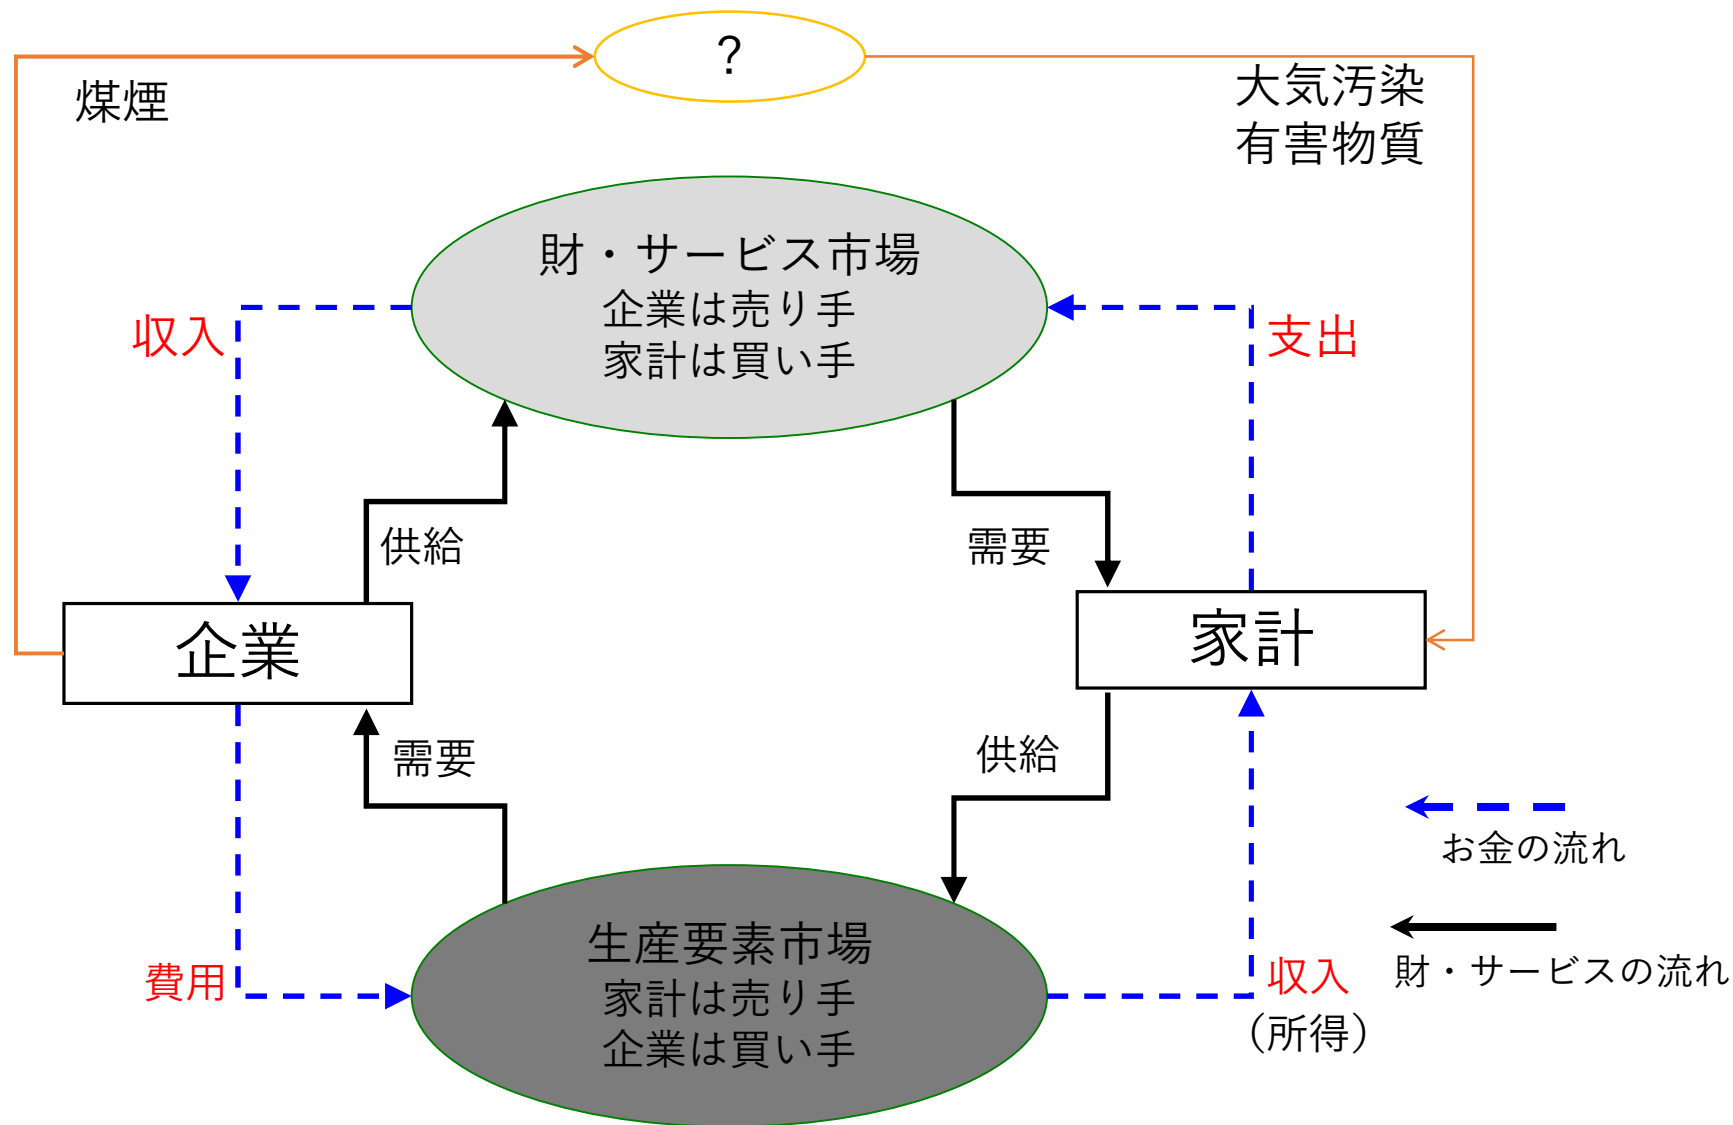 ?
煤煙
大気汚染
有害物質
財・サービス市場
企業は売り手
家計は買い手
収入
支出
供給
需要
企業
家計
需要
供給
お金の流れ
生産要素市場
家計は売り手
企業は買い手
費用
収入
(所得)
財・サービスの流れ